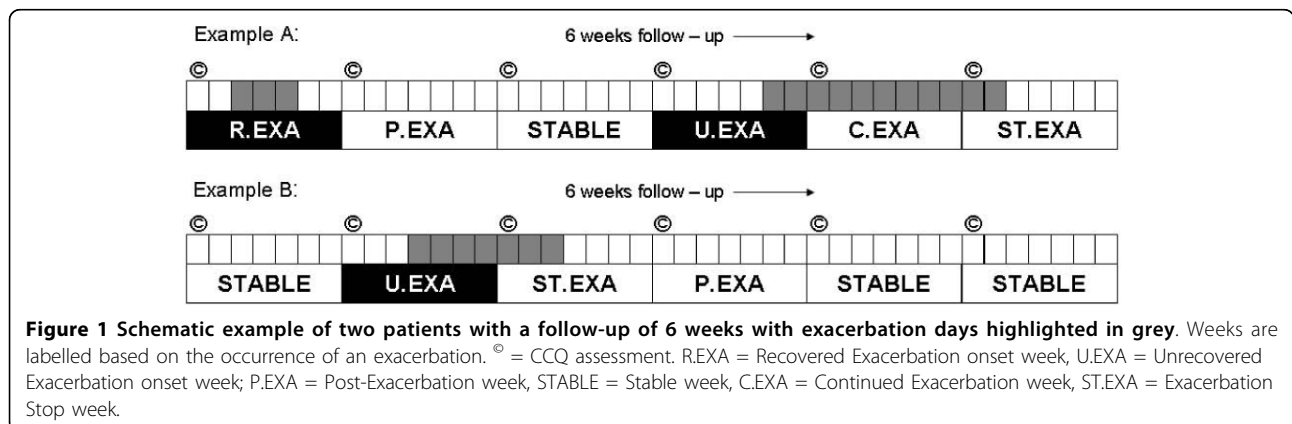 Example A: 6 weeks follow – up
© © © © © ©
R.EXA P.EXA STABLE U.EXA C.EXA ST.EXA
Example B: 6 weeks follow – up
© © © © © ©
STABLE U.EXA ST.EXA P.EXA STABLE STABLE
Figure 1 Schematic example of two patients with a follow-up of 6 weeks with exacerbation days highlighted in grey. Weeks are
labelled based on the occurrence of an exacerbation. © = CCQ assessment. R.EXA = Recovered Exacerbation onset week, U.EXA = Unrecovered
Exacerbation onset week; P.EXA = Post-Exacerbation week, STABLE = Stable week, C.EXA = Continued Exacerbation week, ST.EXA = Exacerbation
Stop week.